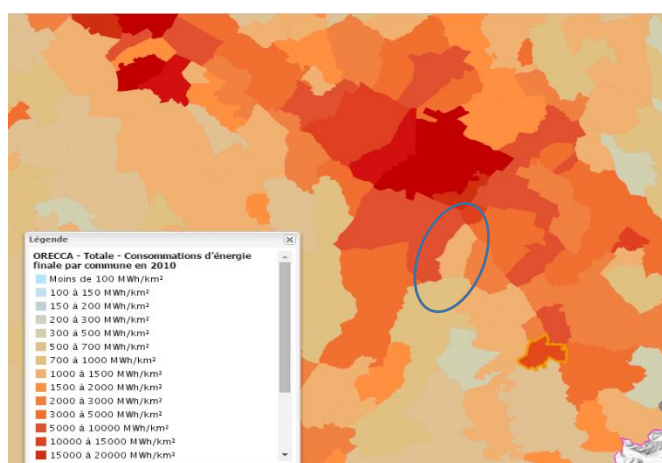 Légende
ORECCA - Totale - Consommations d'énergie
finale par commune en 2010
Moins de 100 MWh/km²
100 à 150 MWh/km²
150 à 200 MWh/km²
200 à 300 MWh/km²
300 à 500 MWh/km²
500 à 700 MWh/km²
700 à 1000 MWh/km²
1000 à 1500 MWh/km²
1500 à 2000 MWh/km²
2000 à 3000 MWh/km²
3000 à 5000 MWh/km²
5000 à 10000 MWh/km²
10000 à 15000 MWh/km²
15000 à 20000 MWh/km²